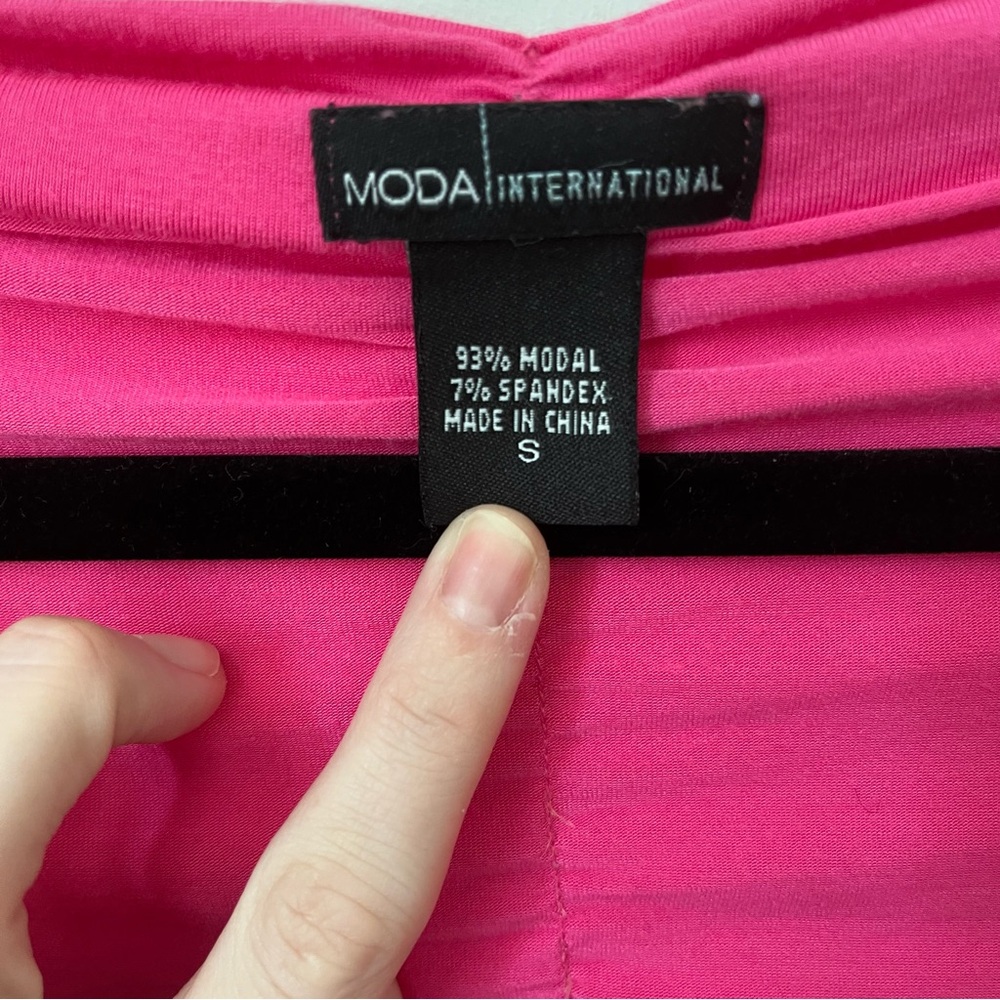 MODA | INTERNATIONAL
93% MODAL
7% SPANDEX
MADE IN CHINA
S